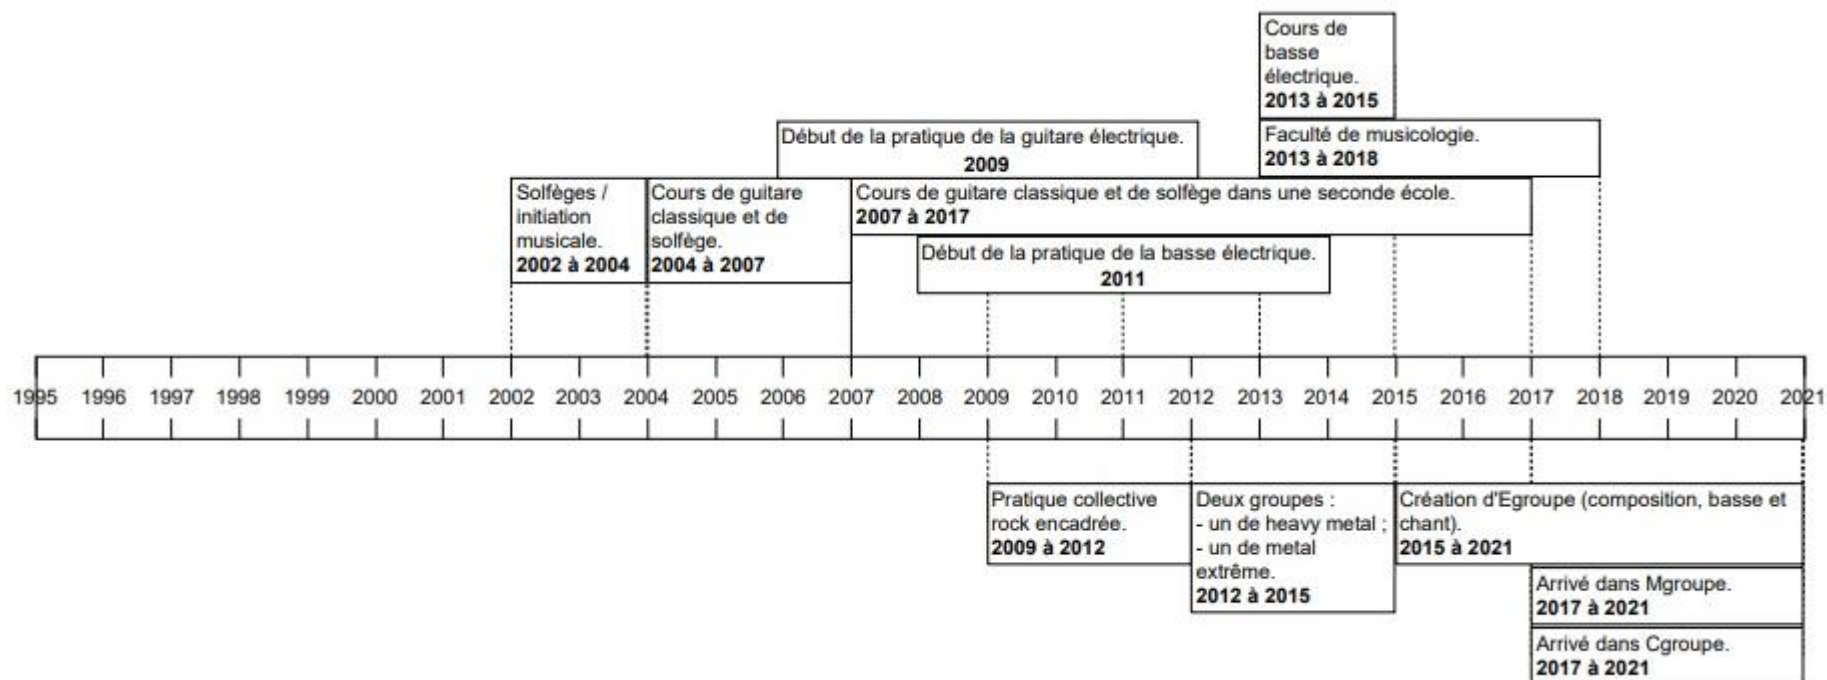 Cours de
basse
électrique.
2013 à 2015
Début de la pratique de la guitare électrique.
2009
Faculté de musicologie.
2013 à 2018
Solfèges /
initiation
musicale.
2002 à 2004
Cours de guitare
classique et de
solfège.
2004 à 2007
Cours de guitare classique et de solfège dans une seconde école.
2007 à 2017
Début de la pratique de la basse électrique.
2011
1995 1996 1997 1998 1999 2000 2001 2002 2003 2004 2005 2006 2007 2008 2009 2010 2011 2012 2013 2014 2015 2016 2017 2018 2019 2020 2021
Pratique collective
rock encadrée.
2009 à 2012
Deux groupes :
- un de heavy metal ;
- un de metal
extrême.
2012 à 2015
Création d'Egroupe (composition, basse et
chant).
2015 à 2021
Arrivé dans Mgroupe.
2017 à 2021
Arrivé dans Cgroupe.
2017 à 2021